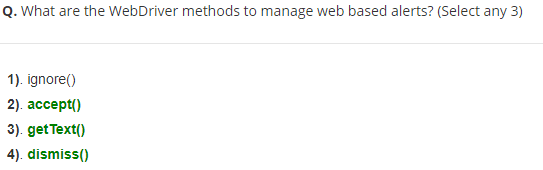 Q. What are the WebDriver methods to manage web based alerts? (Select any 3)
1). ignore()
2). accept()
3). getText()
4). dismiss()